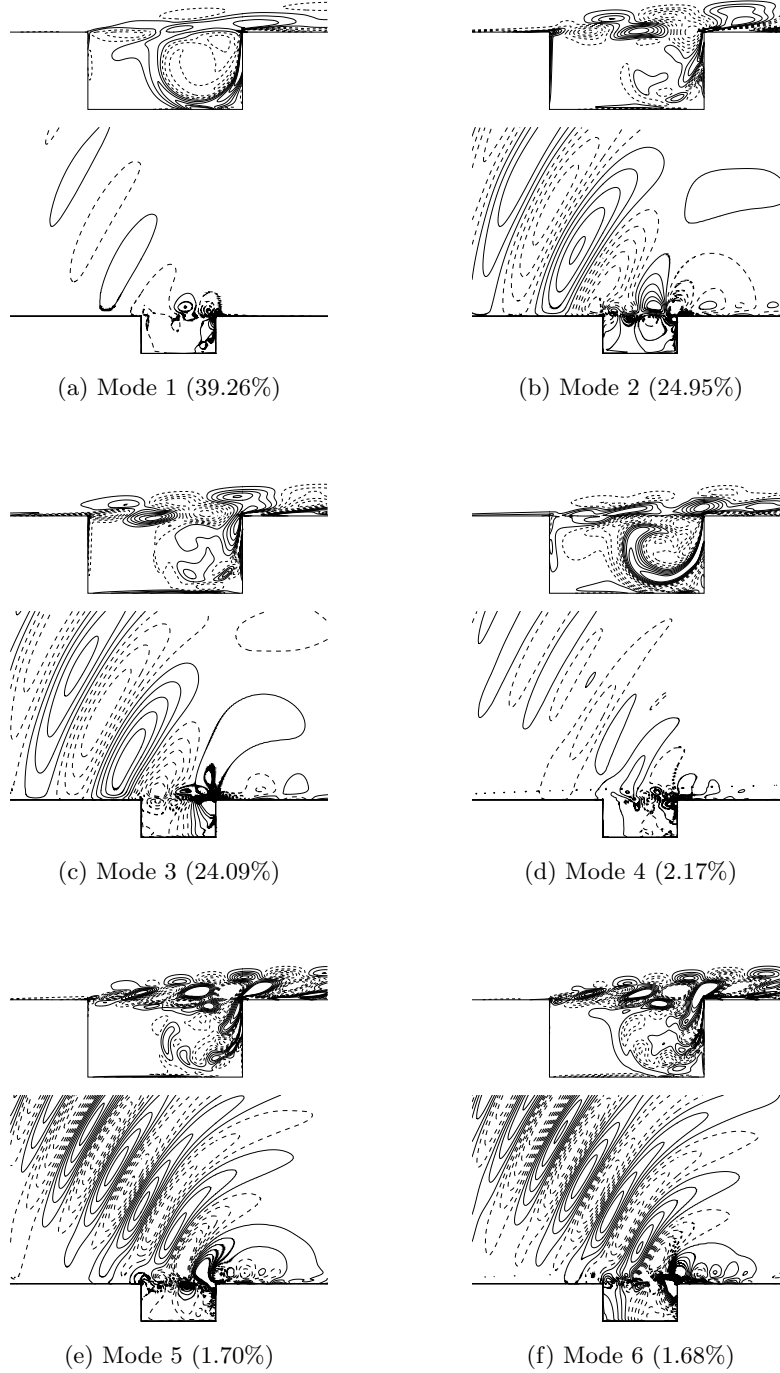 (a) Mode 1 (39.26%)
(b) Mode 2 (24.95%)
(c) Mode 3 (24.09%)
(d) Mode 4 (2.17%)
(e) Mode 5 (1.70%)
(f) Mode 6 (1.68%)